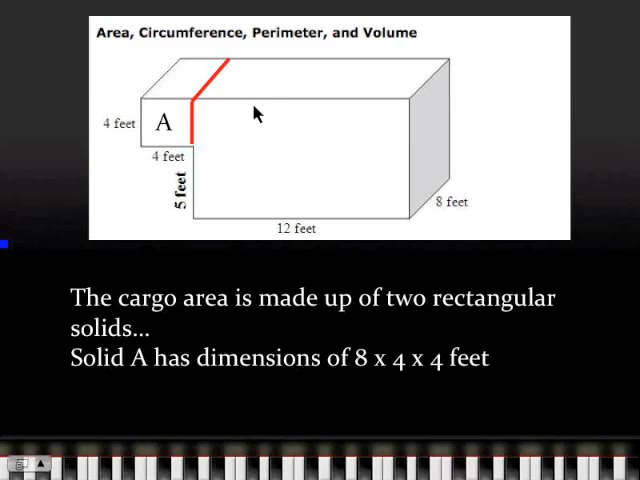 Area, Circumference, Perimeter, and Volume
4 feet
A
4 feet
5 feet
8 feet
12 feet
The cargo area is made up of two rectangular
solids...
Solid A has dimensions of 8 x 4 x 4 feet